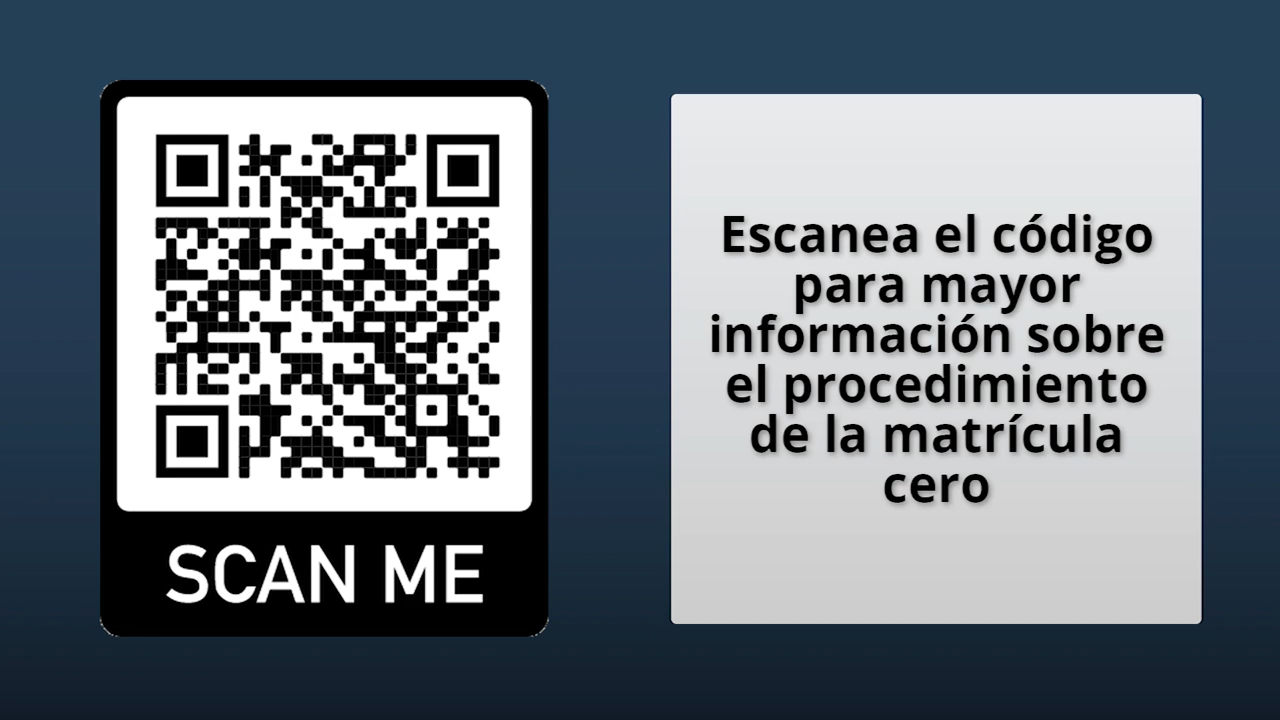 SCAN ME
Escanea el código
para mayor
información sobre
el procedimiento
de la matrícula
cero